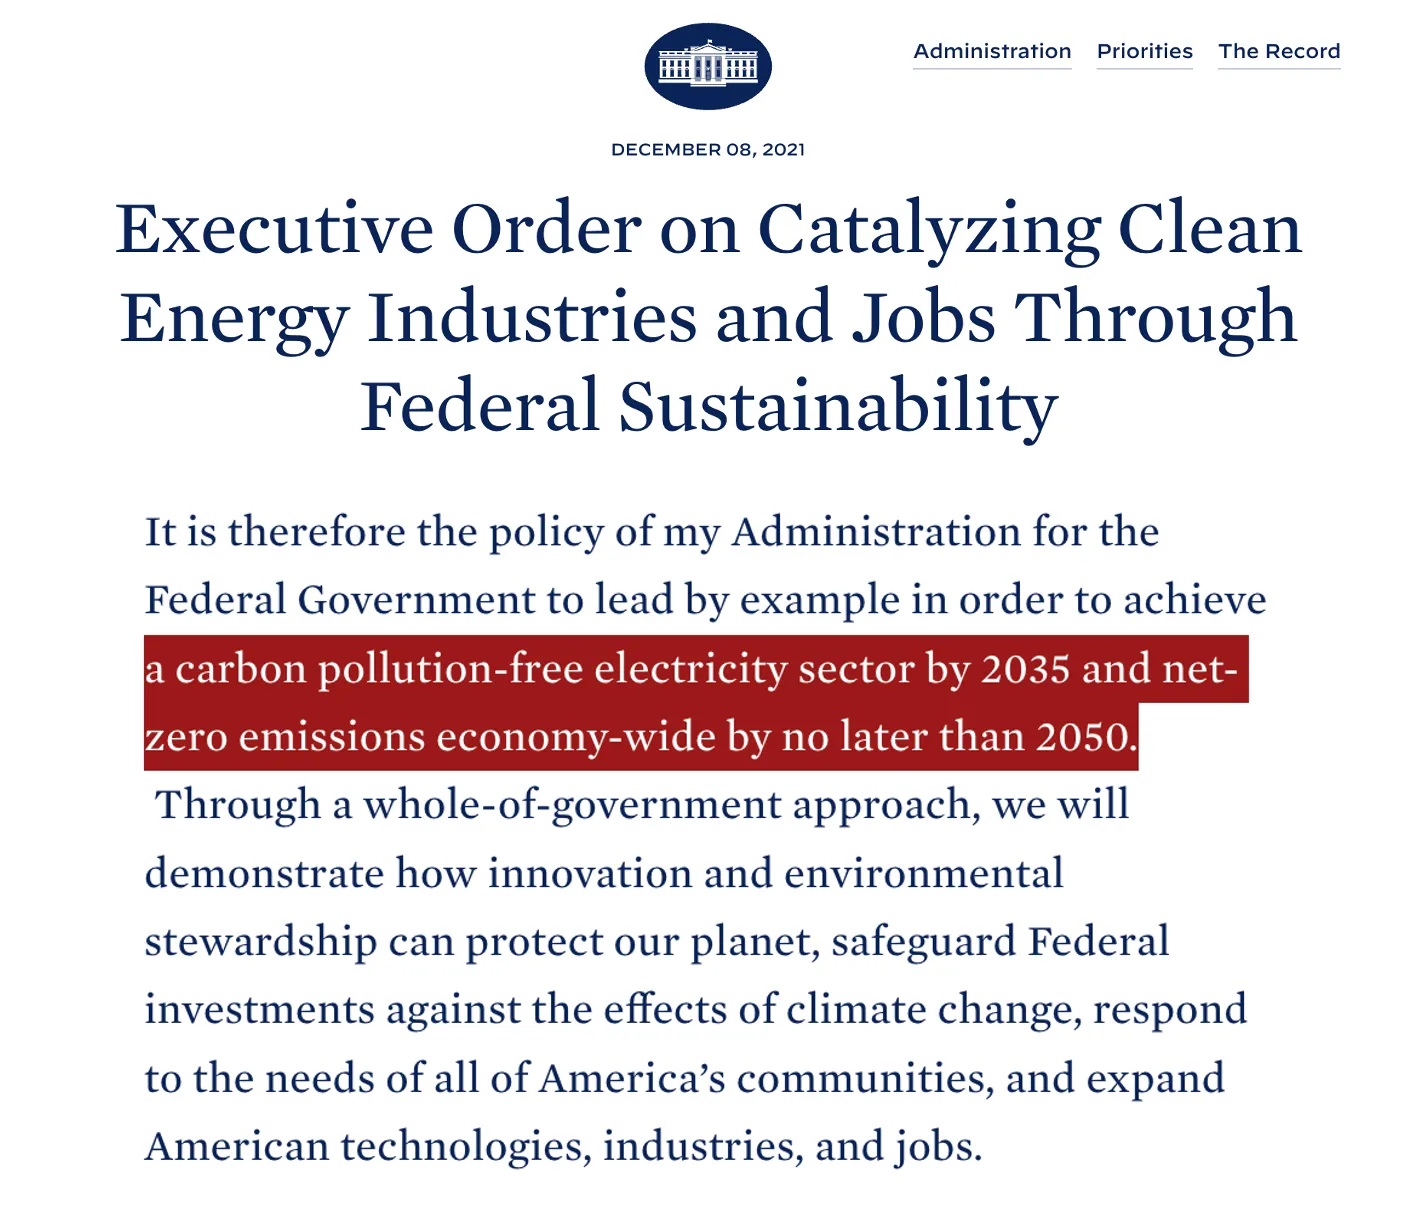 Administration Priorities The Record
DECEMBER 08, 2021
Executive Order on Catalyzing Clean
Energy Industries and Jobs Through
Federal Sustainability
It is therefore the policy of my Administration for the
Federal Government to lead by example in order to achieve
a carbon pollution-free electricity sector by 2035 and net-
zero emissions economy-wide by no later than 2050.
Through a whole-of-government approach, we will
demonstrate how innovation and environmental
stewardship can protect our planet, safeguard Federal
investments against the effects of climate change, respond
to the needs of all of America’s communities, and expand
American technologies, industries, and jobs.